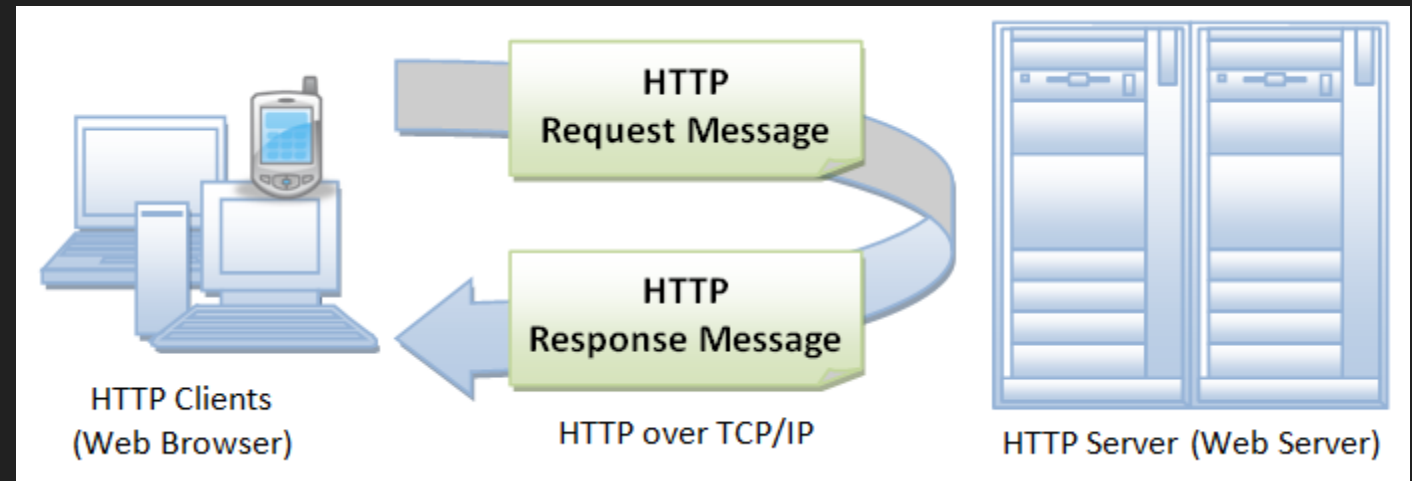 HTTP
Request Message
HTTP
Response Message
HTTP Clients
(Web Browser)
HTTP over TCP/IP
HTTP Server (Web Server)